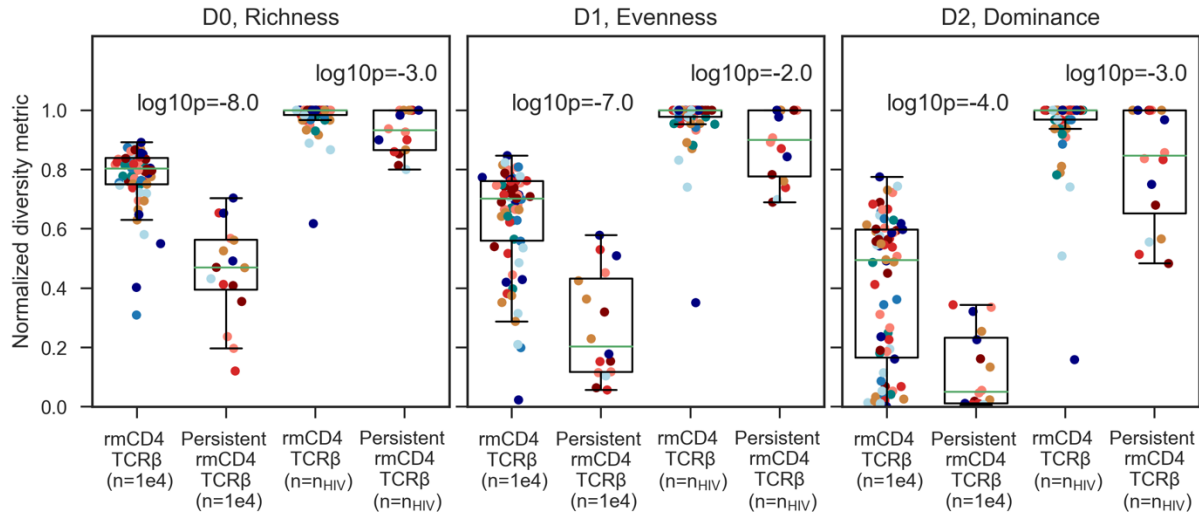 D0, Richness
D1, Evenness
D2, Dominance
Normalized diversity metric
1.0
0.8
0.6
0.4
0.2
0.0
log10p=-8.0
log10p=-3.0
log10p=-7.0
log10p=-2.0
log10p=-4.0
log10p=-3.0
rmCD4
TCRβ
(n=1e4)
Persistent
rmCD4
TCRβ
(n=1e4)
rmCD4
TCRβ
(n=nHIV)
Persistent
rmCD4
TCRβ
(n=nHIV)
rmCD4
TCRβ
(n=1e4)
Persistent
rmCD4
TCRβ
(n=1e4)
rmCD4
TCRβ
(n=nHIV)
Persistent
rmCD4
TCRβ
(n=nHIV)
rmCD4
TCRβ
(n=1e4)
Persistent
rmCD4
TCRβ
(n=1e4)
rmCD4
TCRβ
(n=nHIV)
Persistent
rmCD4
TCRβ
(n=nHIV)